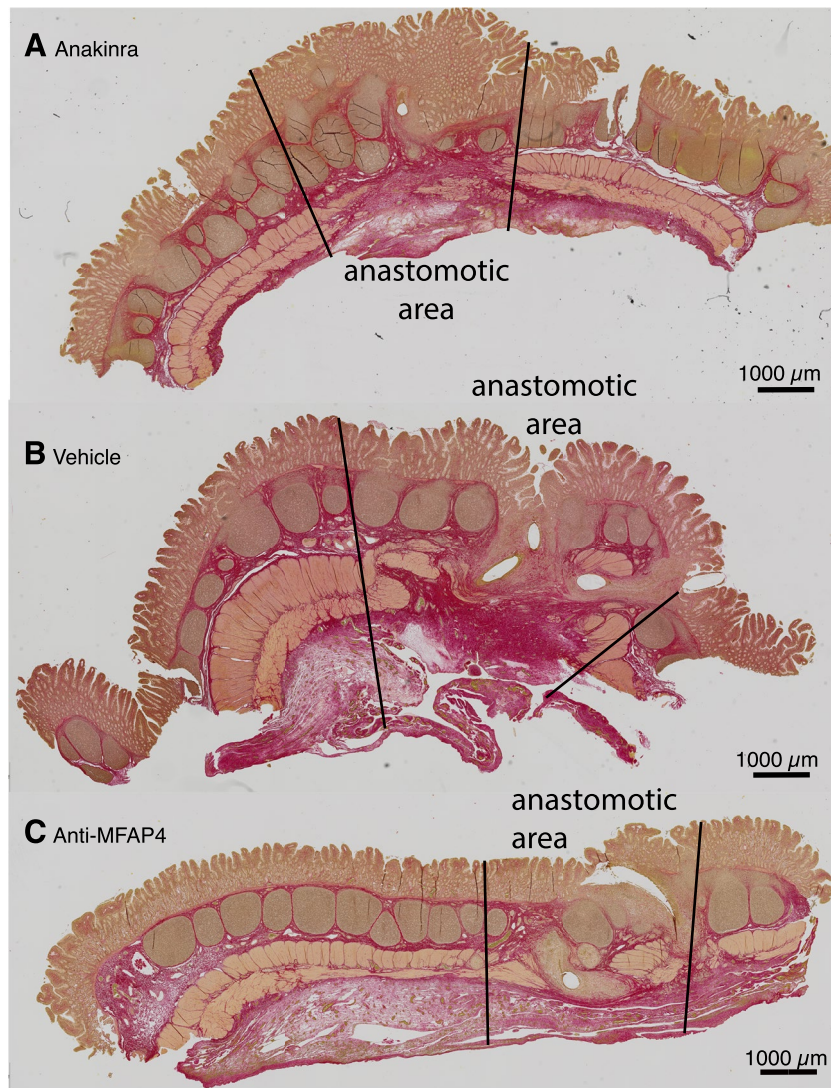 A Anakinra
anastomotic
area
1000 µm
anastomotic
area
B Vehicle
1000 µm
anastomotic
area
C Anti-MFAP4
1000 µm